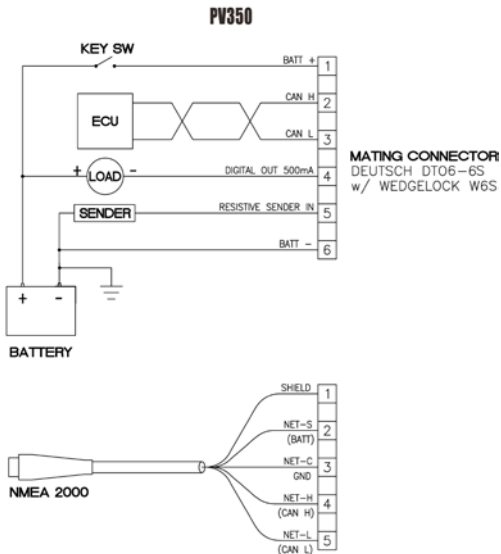 PV350
KEY SW
BATT +
1
CAN H
2
ECU
CAN L
3
MATING CONNECTOR:
DEUTSCH DT06-6S
w/ WEDGELOCK W6S
+ LOAD -
DIGITAL OUT 500mA
4
SENDER
RESISTIVE SENDER IN
5
BATT -
6
+ -
BATTERY
SHIELD
1
NET-S
(BATT)
2
NET-C
GND
3
NMEA 2000
NET-H
(CAN H)
4
NET-L
(CAN L)
5